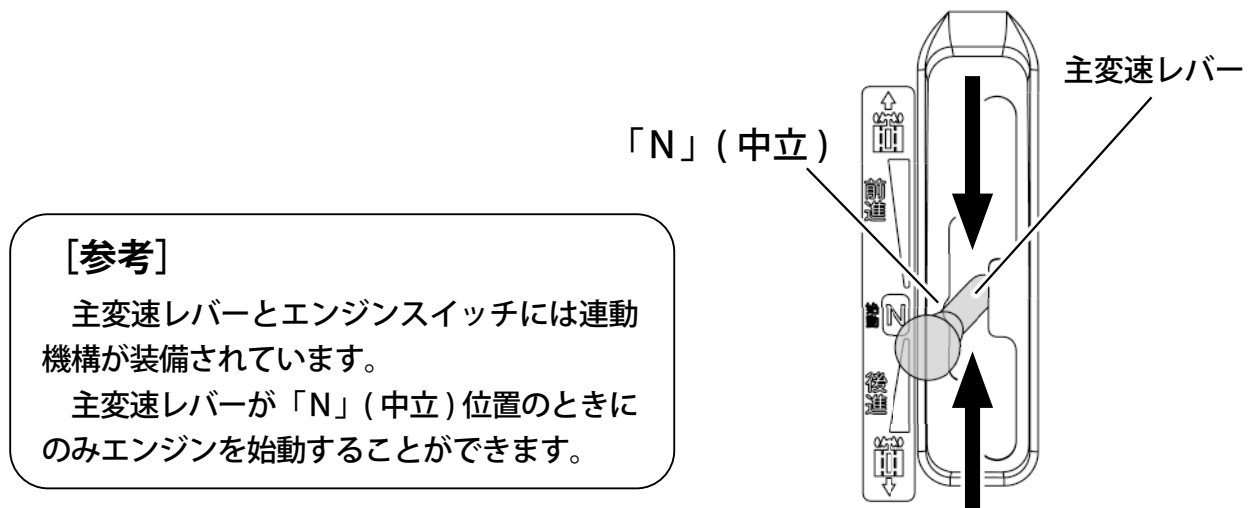 主変速レバー
「N」( 中立 )
前進
始動
N
後進
［参考］
　主変速レバーとエンジンスイッチには連動
機構が装備されています。
　主変速レバーが「N」( 中立 ) 位置のときに
のみエンジンを始動することができます。